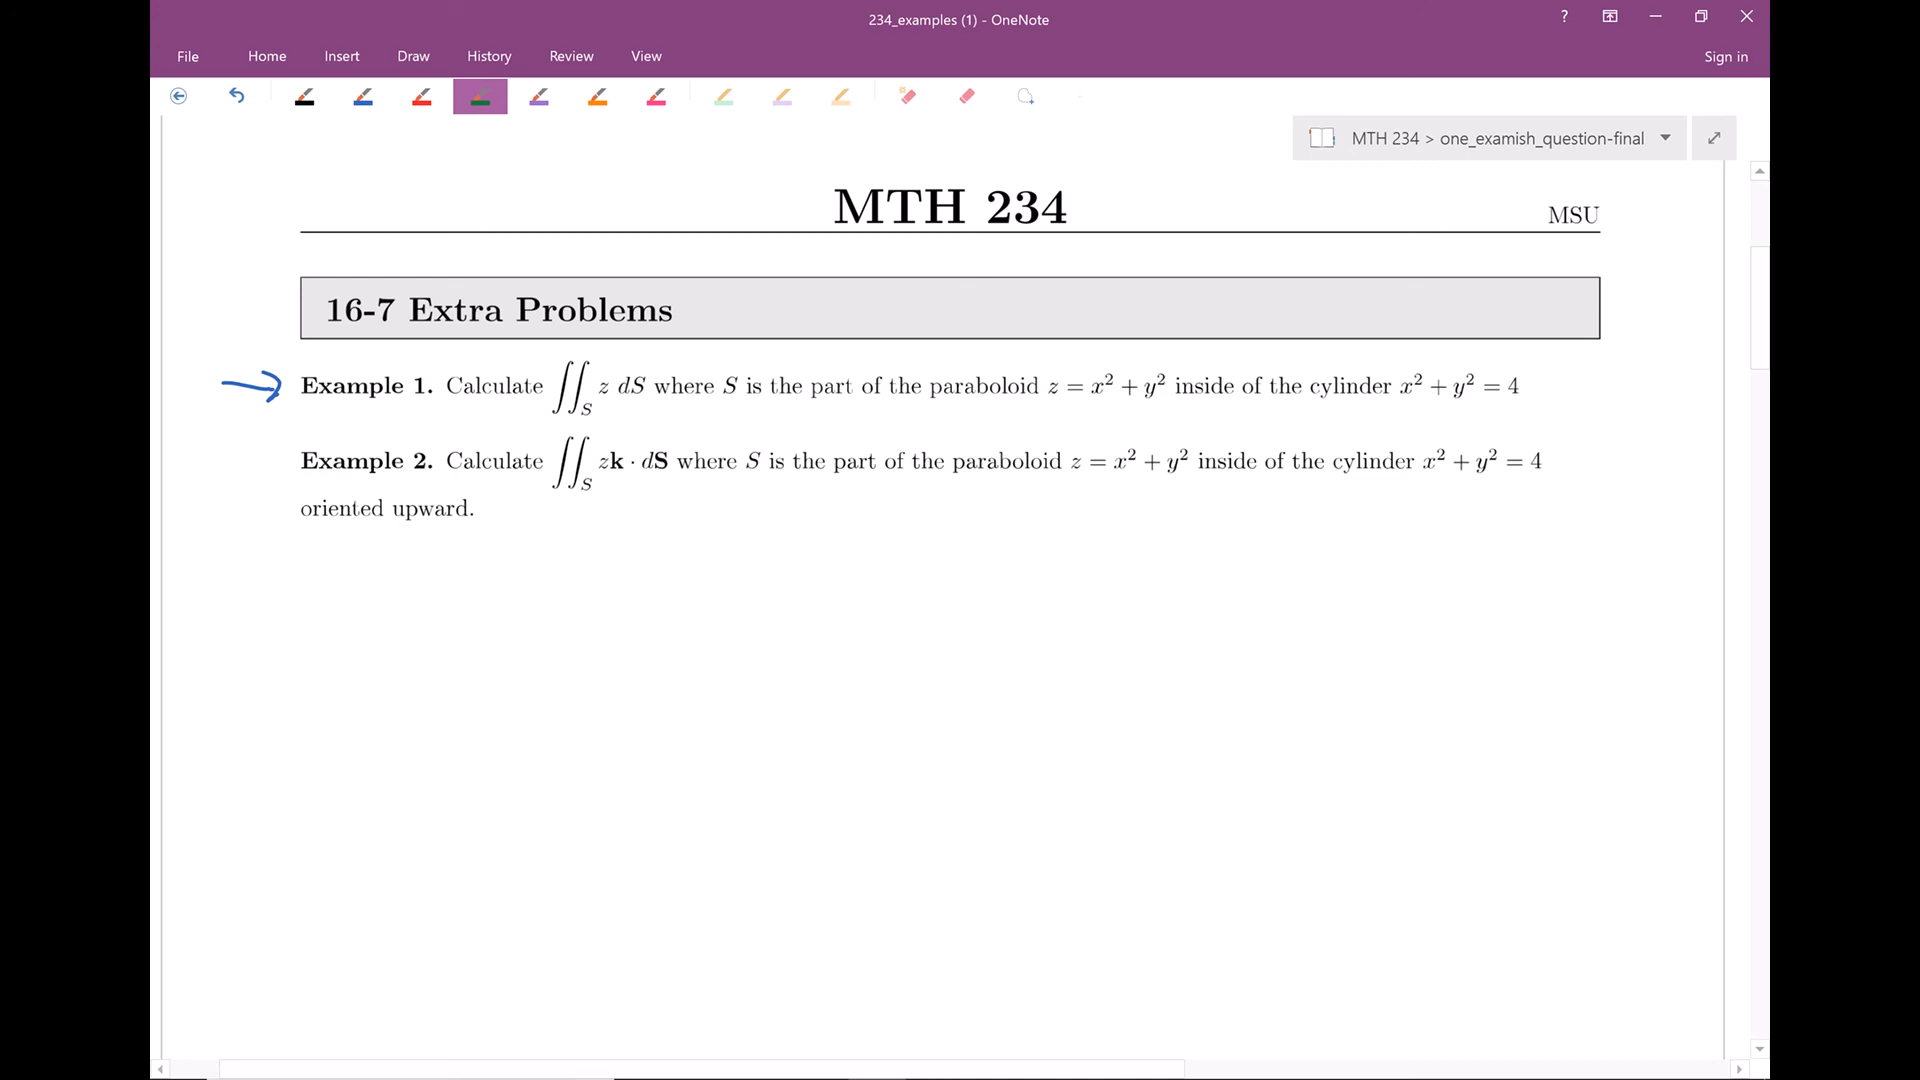 234_examples (1) - OneNote
File Home Insert Draw History Review View Sign in
MTH 234 > one_examish_question-final
MTH 234
MSU
16-7 Extra Problems
Example 1. Calculate ∬_S z dS where S is the part of the paraboloid z = x² + y² inside of the cylinder x² + y² = 4
Example 2. Calculate ∬_S z𝐤 · d𝐒 where S is the part of the paraboloid z = x² + y² inside of the cylinder x² + y² = 4
oriented upward.